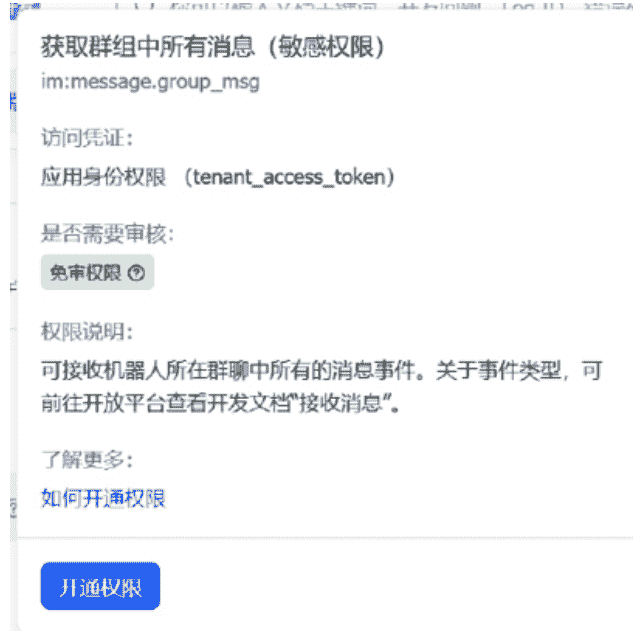 获取群组中所有消息（敏感权限）
im:message.group_msg
访问凭证：
应用身份权限 （tenant_access_token）
是否需要审核：
免审权限
权限说明：
可接收机器人所在群聊中所有的消息事件。关于事件类型，可
前往开放平台查看开发文档“接收消息”。
了解更多：
如何开通权限
开通权限